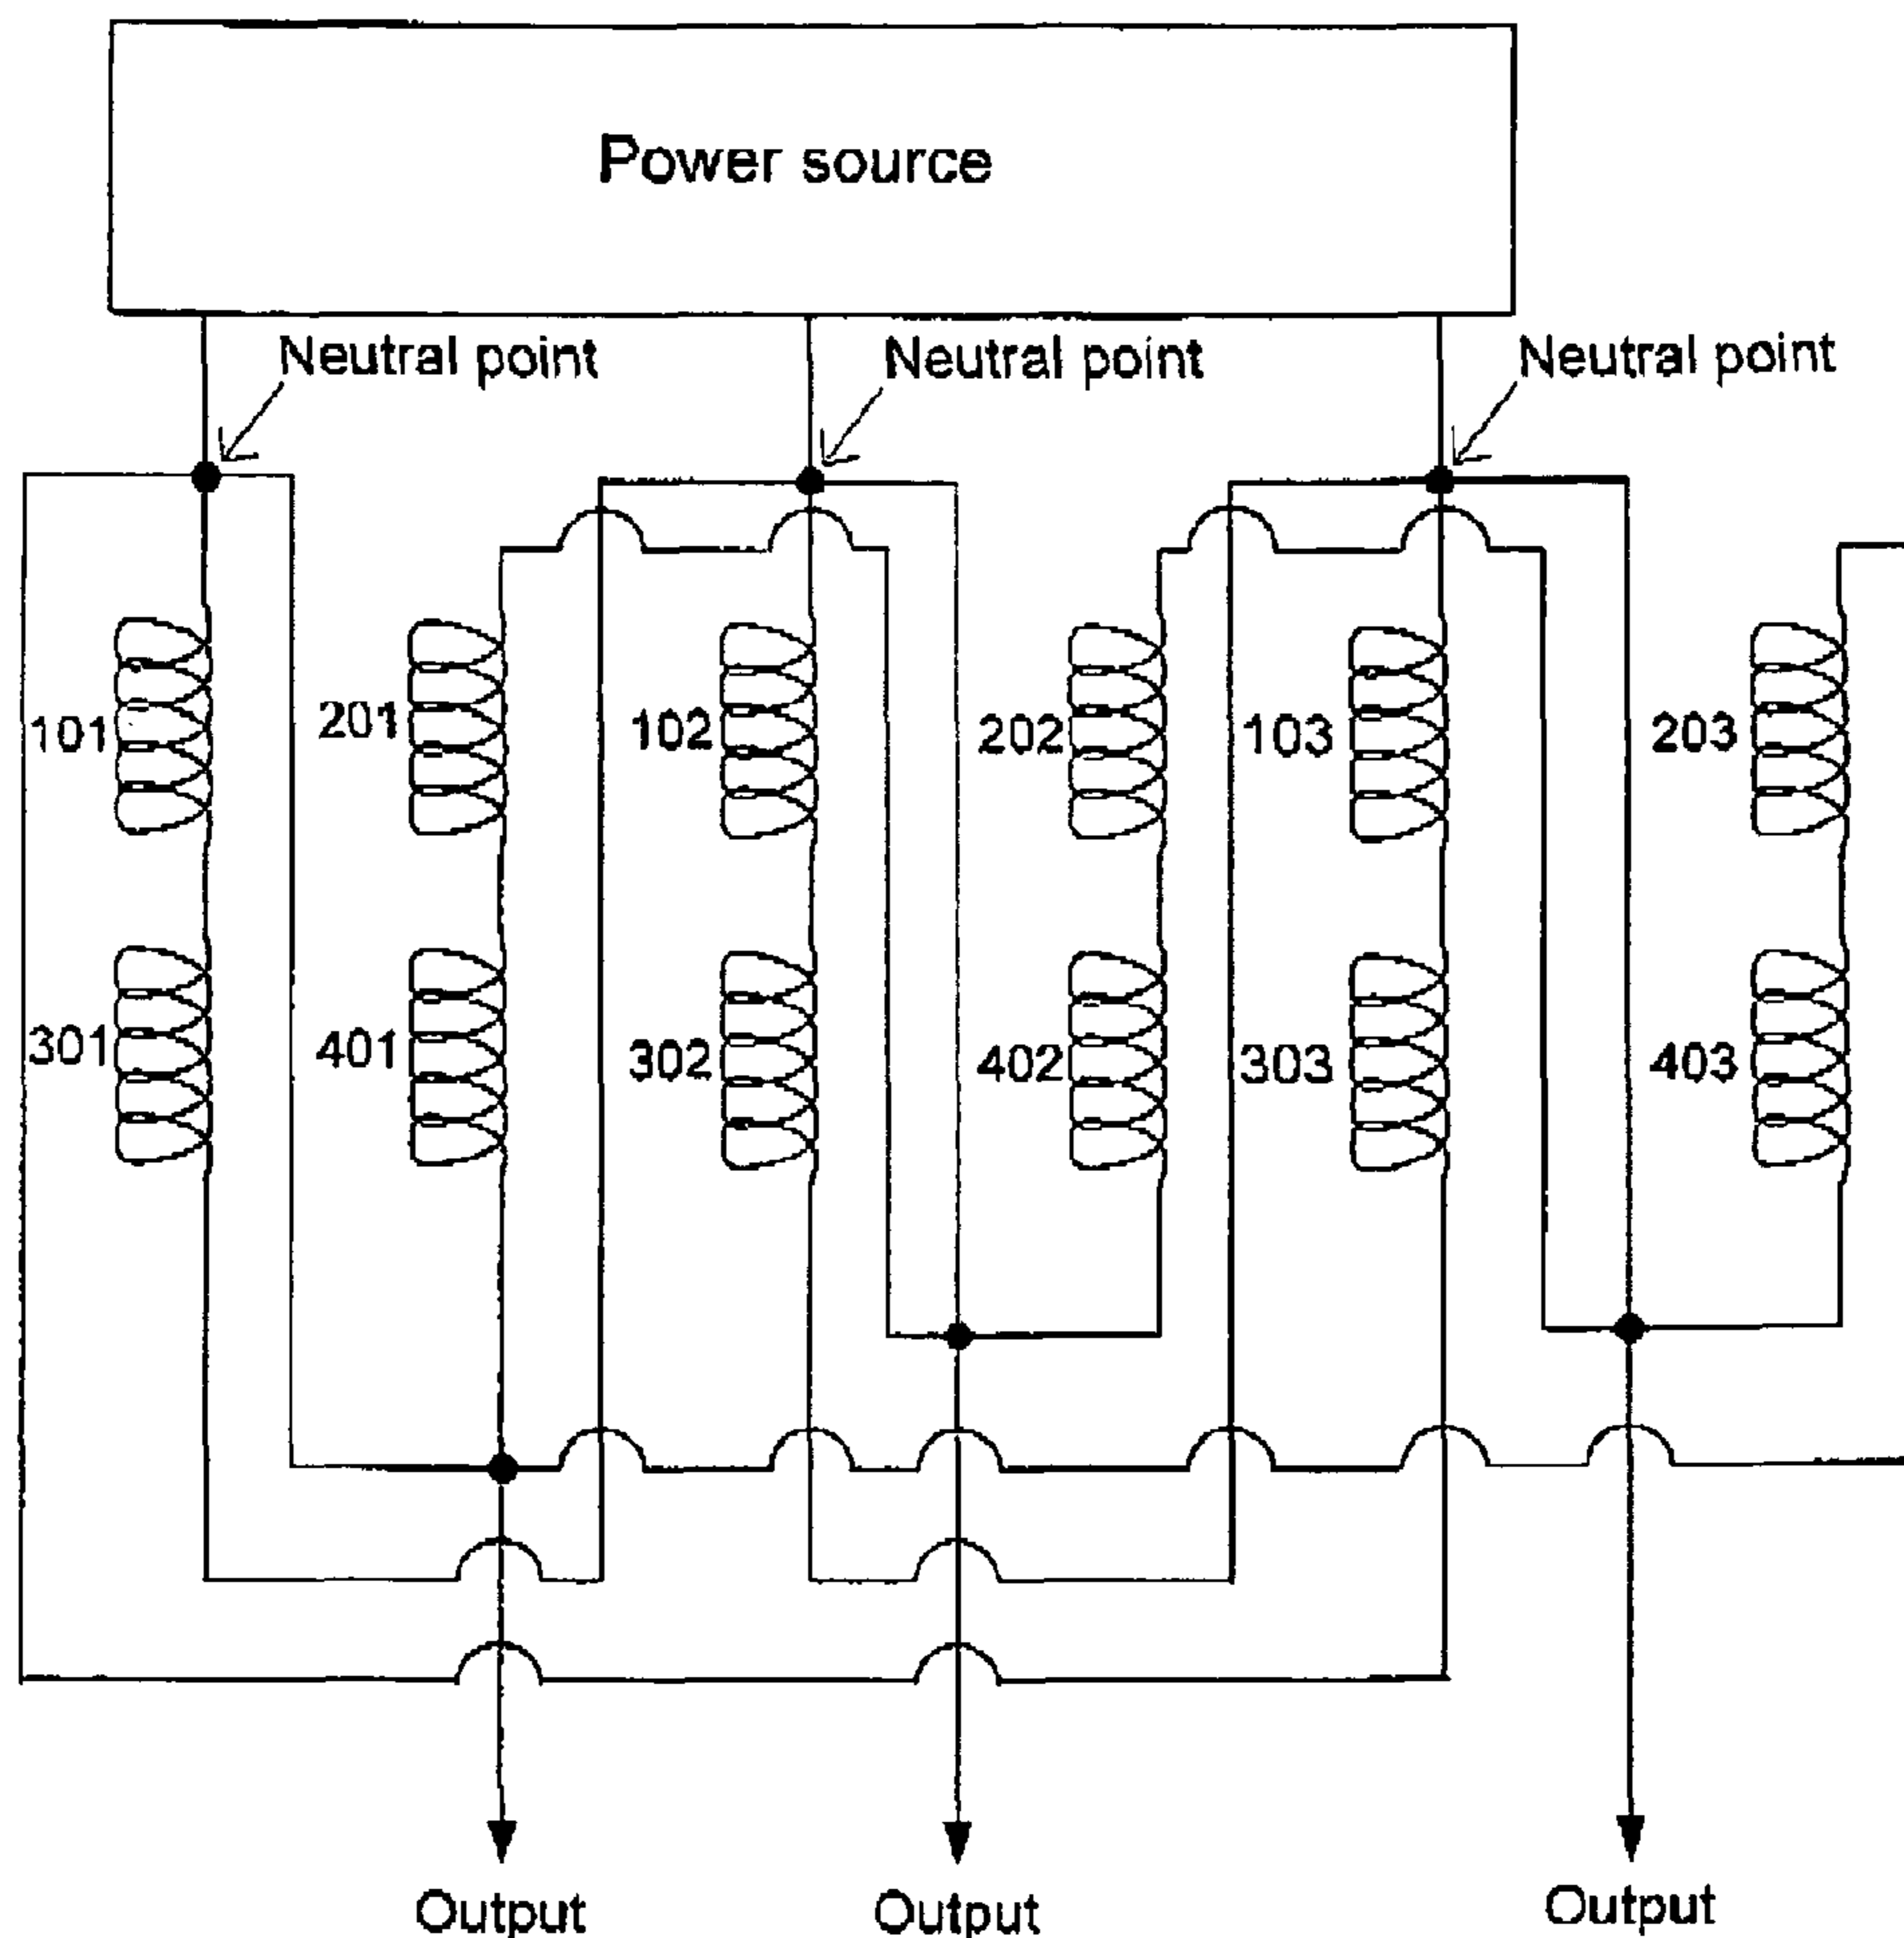 Power source
Neutral point
Neutral point
Neutral point
101
201
102
202
103
203
301
401
302
402
303
403
Output
Output
Output